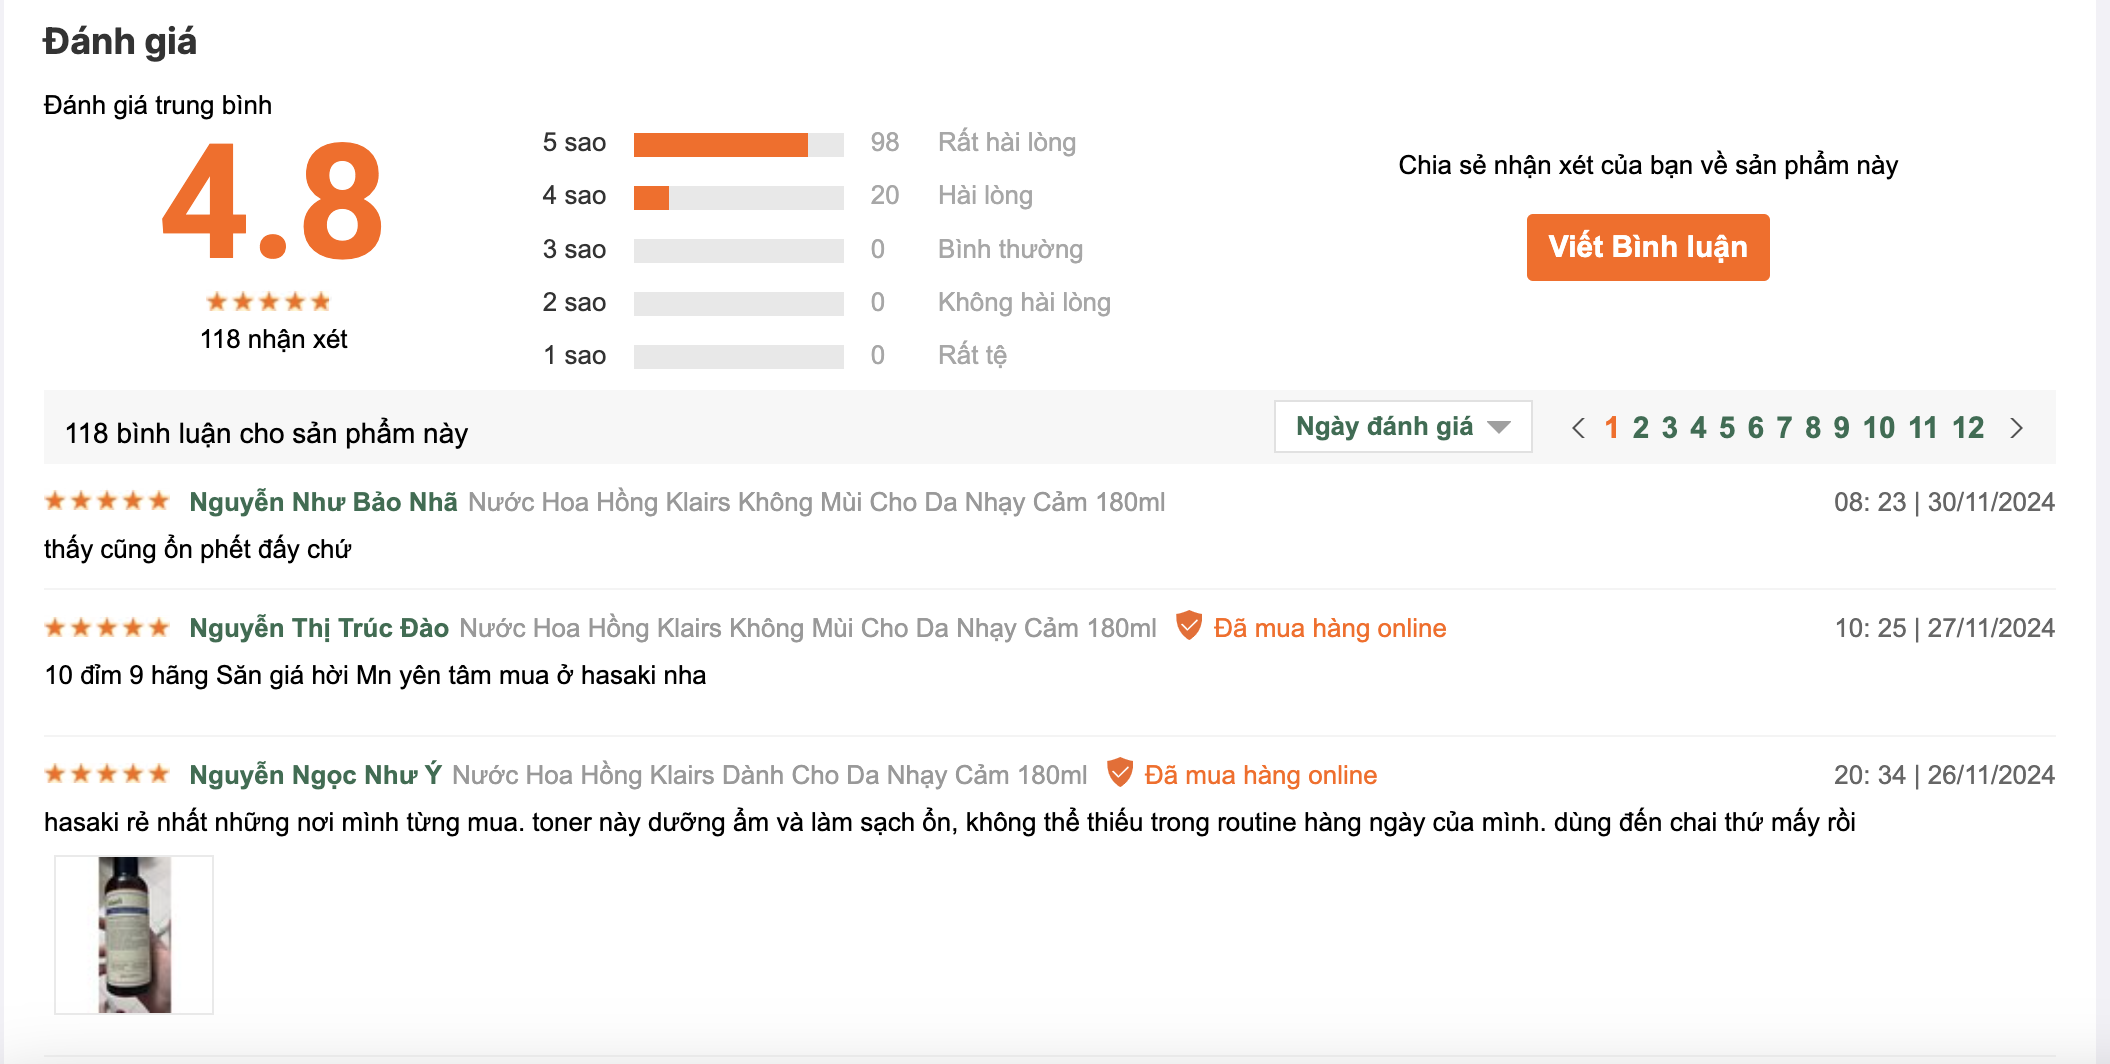 Đánh giá
Đánh giá trung bình
4.8
118 nhận xét
5 sao 98 Rất hài lòng
4 sao 20 Hài lòng
3 sao 0 Bình thường
2 sao 0 Không hài lòng
1 sao 0 Rất tệ
Chia sẻ nhận xét của bạn về sản phẩm này
Viết Bình luận
118 bình luận cho sản phẩm này
Ngày đánh giá
1 2 3 4 5 6 7 8 9 10 11 12
Nguyễn Như Bảo Nhã Nước Hoa Hồng Klairs Không Mùi Cho Da Nhạy Cảm 180ml 08: 23 | 30/11/2024
thấy cũng ổn phết đấy chứ
Nguyễn Thị Trúc Đào Nước Hoa Hồng Klairs Không Mùi Cho Da Nhạy Cảm 180ml Đã mua hàng online 10: 25 | 27/11/2024
10 đỉm 9 hãng Săn giá hời Mn yên tâm mua ở hasaki nha
Nguyễn Ngọc Như Ý Nước Hoa Hồng Klairs Dành Cho Da Nhạy Cảm 180ml Đã mua hàng online 20: 34 | 26/11/2024
hasaki rẻ nhất những nơi mình từng mua. toner này dưỡng ẩm và làm sạch ổn, không thể thiếu trong routine hàng ngày của mình. dùng đến chai thứ mấy rồi